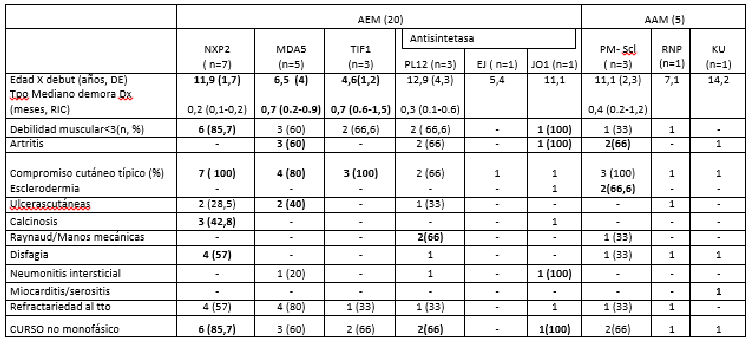 AEM (20) AAM (5)
Antisintetasa
NXP2 MDA5 TIF1 PM- Scl RNP KU
( n=7) (n=5) (n=3) PL12 (n=3) EJ ( n=1) JO1 (n=1) (n=3) (n=1) (n=1)
Edad X debut (años, DE) 11,9 (1,7) 6,5 (4) 4,6(1,2) 12,9 (4,3) 5,4 11,1 11,1 (2,3) 7,1 14,2
Tpo Mediano demora Dx
(meses, RIC) 0,2 (0,1-0,2) 0,7 (0.2-0.9) 0,7 (0.6-1,5) 0,3 (0.1-0.6) 0,4 (0.2-1,2)
Debilidad muscular<3(n, %) 6 (85,7) 3 (60) 2 (66,6) 2 ( 66,6) - 1 (100) 1 (33) 1 -
Artritis - 3 (60) - 2 (66) - 1 (100) 2(66) - 1
Compromiso cutáneo típico (%) 7 ( 100) 4 (80) 3 (100) 2 (66) 1 1 3 (100) 1 1
Esclerodermia - - - - - 1 2(66,6) - -
Ulcerascutáneas 2 (28,5) 2 (40) - 1 (33) - - - 1 -
Calcinosis 3 (42,8) - - - - 1 - - -
Raynaud/Manos mecánicas - - - 2(66) - - 1 (33) - -
Disfagia 4 (57) - - 1 - - 1 (33) 1 1
Neumonitis intersticial - 1 (20) - 1 - 1 (100) - - -
Miocarditis/serositis - - - - - - - - 1
Refractariedad al tto 4 (57) 4 (80) 1 (33) 1 (33) - 1 1 (33) 1 -
CURSO no monofásico 6 (85,7) 3 (60) 2 (66) 2(66) - 1(100) 2(66) 1 1